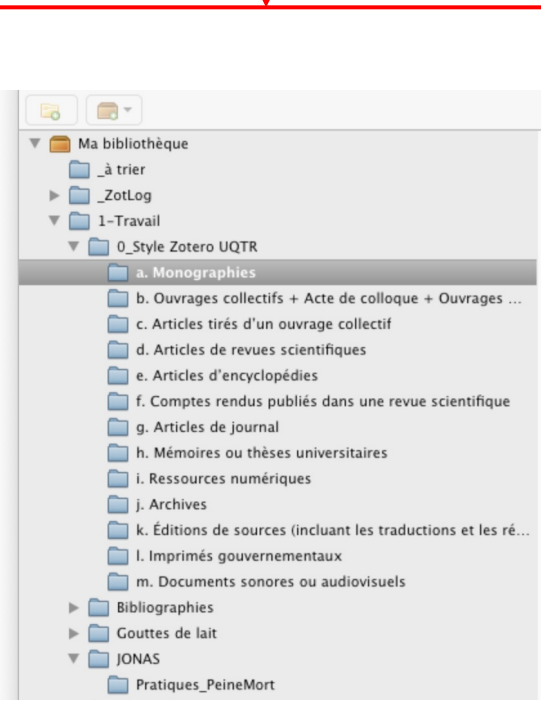 Ma bibliothèque
_à trier
_ZotLog
1-Travail
0_Style Zotero UQTR
a. Monographies
b. Ouvrages collectifs + Acte de colloque + Ouvrages ...
c. Articles tirés d'un ouvrage collectif
d. Articles de revues scientifiques
e. Articles d'encyclopédies
f. Comptes rendus publiés dans une revue scientifique
g. Articles de journal
h. Mémoires ou thèses universitaires
i. Ressources numériques
j. Archives
k. Éditions de sources (incluant les traductions et les ré...
l. Imprimés gouvernementaux
m. Documents sonores ou audiovisuels
Bibliographies
Gouttes de lait
JONAS
Pratiques_PeineMort